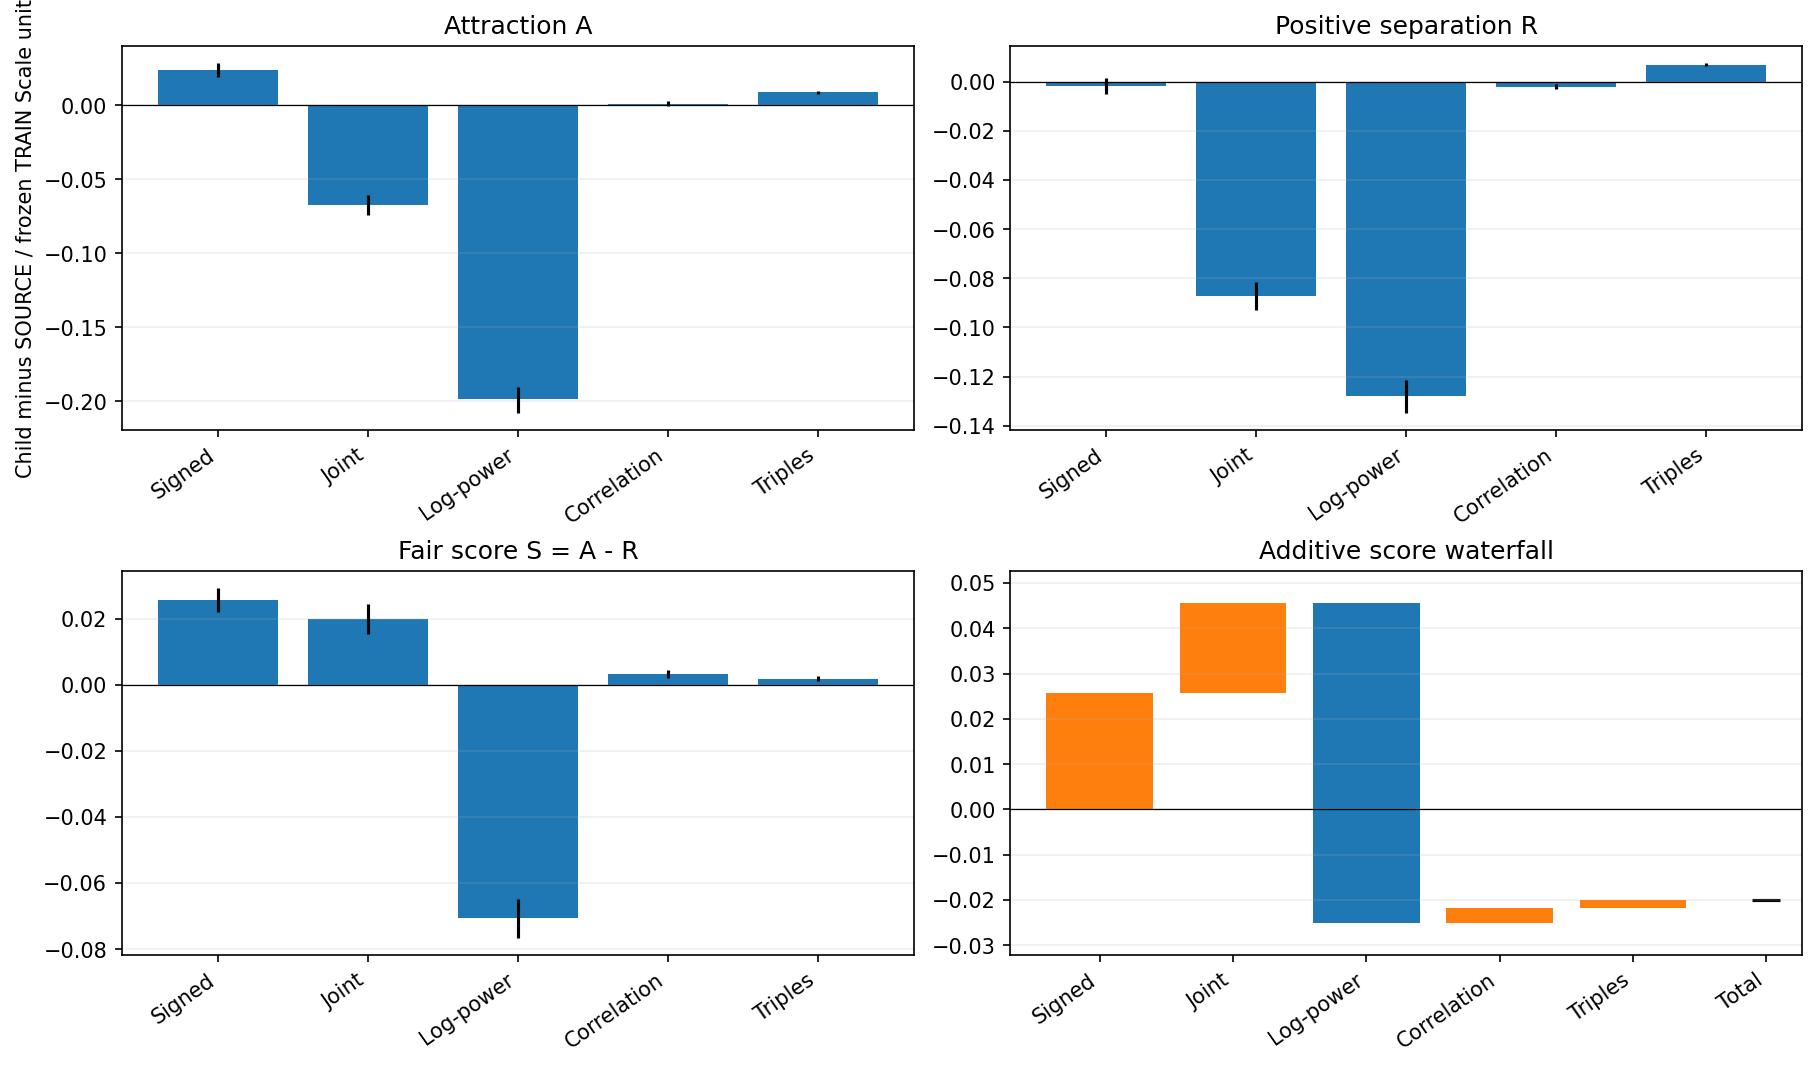 Attraction A
Child minus SOURCE / frozen TRAIN Scale unit
0.00
−0.05
−0.10
−0.15
−0.20
Signed
Joint
Log-power
Correlation
Triples
Positive separation R
0.00
−0.02
−0.04
−0.06
−0.08
−0.10
−0.12
−0.14
Signed
Joint
Log-power
Correlation
Triples
Fair score S = A - R
0.02
0.00
−0.02
−0.04
−0.06
−0.08
Signed
Joint
Log-power
Correlation
Triples
Additive score waterfall
0.05
0.04
0.03
0.02
0.01
0.00
−0.01
−0.02
−0.03
Signed
Joint
Log-power
Correlation
Triples
Total